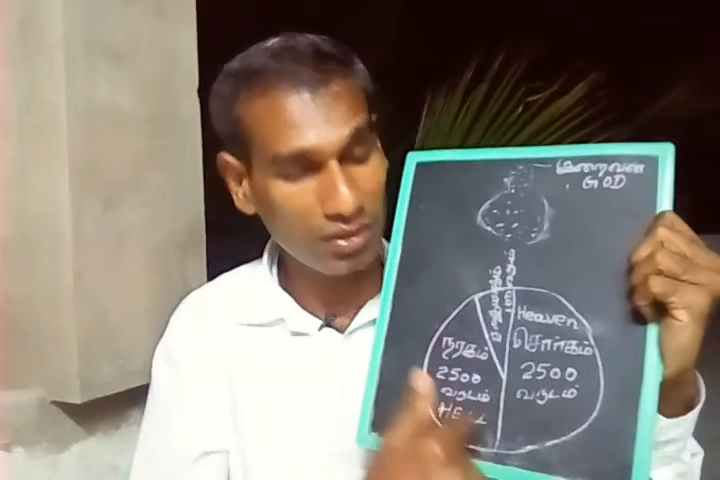 இறைவன்
GOD
Heaven
சொர்கம்
2500
வருடம்
நரகம்
2500
வருடம்
HELL